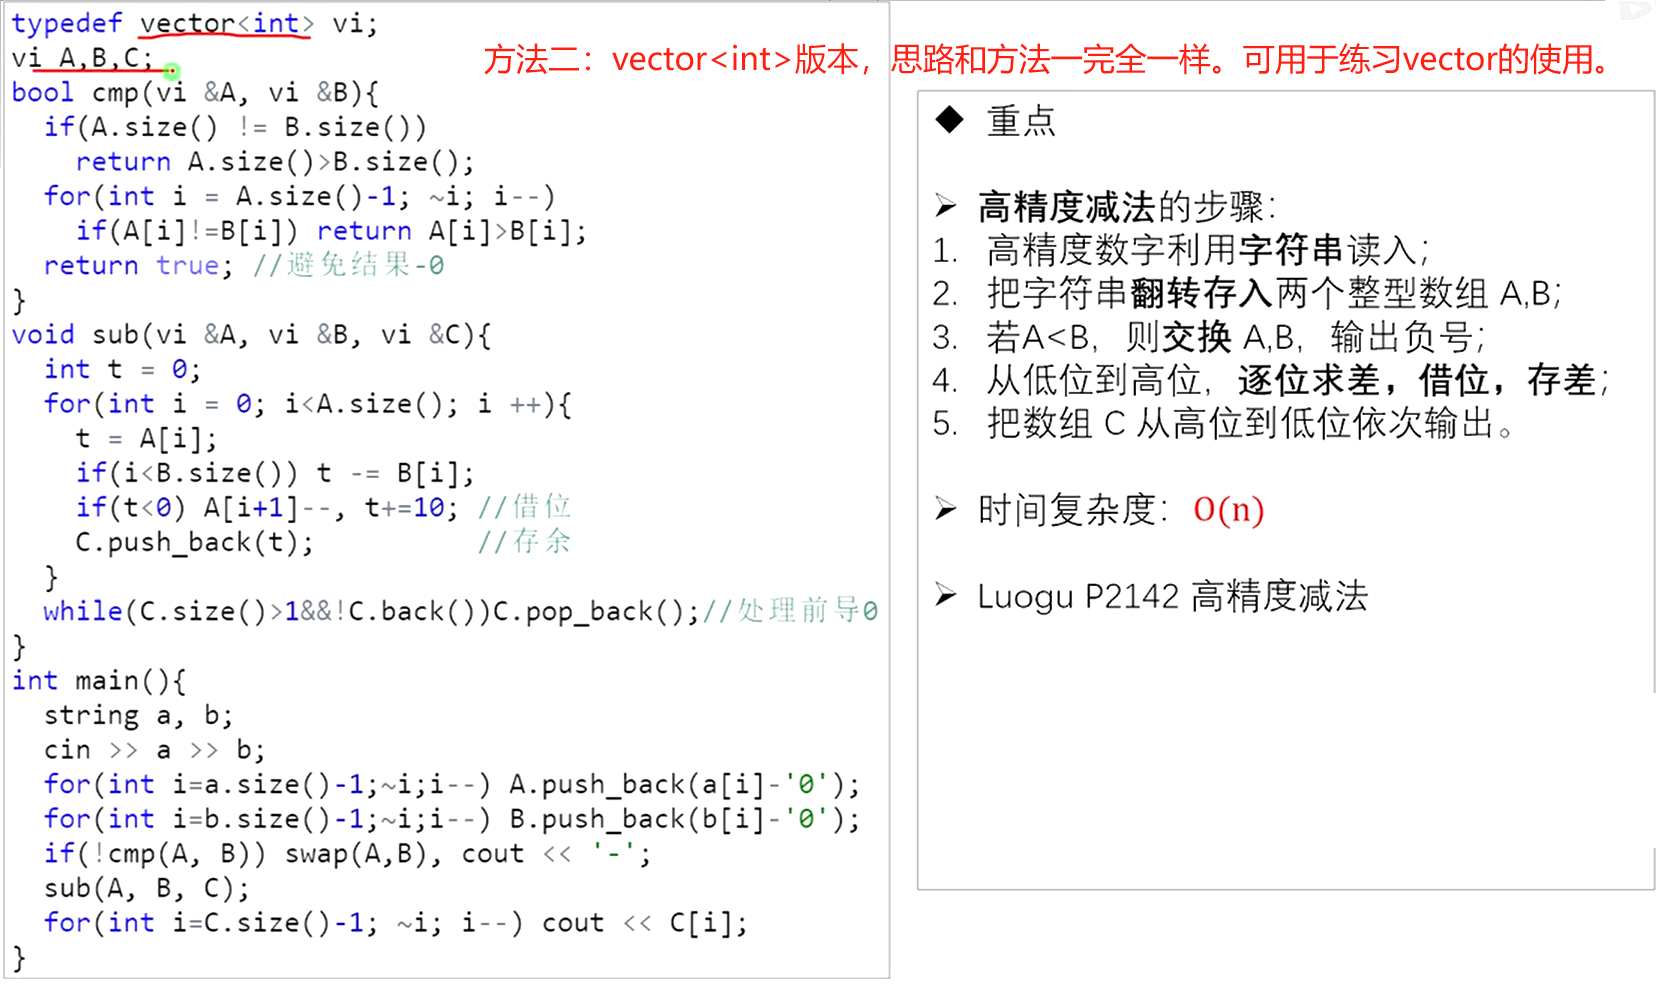 typedef vector<int> vi;
vi A,B,C;
bool cmp(vi &A, vi &B){
if(A.size() != B.size())
return A.size()>B.size();
for(int i = A.size()-1; ~i; i--)
if(A[i]!=B[i]) return A[i]>B[i];
return true; //避免结果-0
}
void sub(vi &A, vi &B, vi &C){
int t = 0;
for(int i = 0; i<A.size(); i ++){
t = A[i];
if(i<B.size()) t -= B[i];
if(t<0) A[i+1]--, t+=10; //借位
C.push_back(t); //存余
}
while(C.size()>1&&!C.back())C.pop_back();//处理前导0
}
int main(){
string a, b;
cin >> a >> b;
for(int i=a.size()-1;~i;i--) A.push_back(a[i]-'0');
for(int i=b.size()-1;~i;i--) B.push_back(b[i]-'0');
if(!cmp(A, B)) swap(A,B), cout << '-';
sub(A, B, C);
for(int i=C.size()-1; ~i; i--) cout << C[i];
}
方法二：vector<int>版本，思路和方法一完全一样。可用于练习vector的使用。
◆ 重点
➢ 高精度减法的步骤：
1. 高精度数字利用字符串读入；
2. 把字符串翻转存入两个整型数组 A,B；
3. 若A<B，则交换 A,B，输出负号；
4. 从低位到高位，逐位求差，借位，存差；
5. 把数组 C 从高位到低位依次输出。
➢ 时间复杂度：O(n)
➢ Luogu P2142 高精度减法